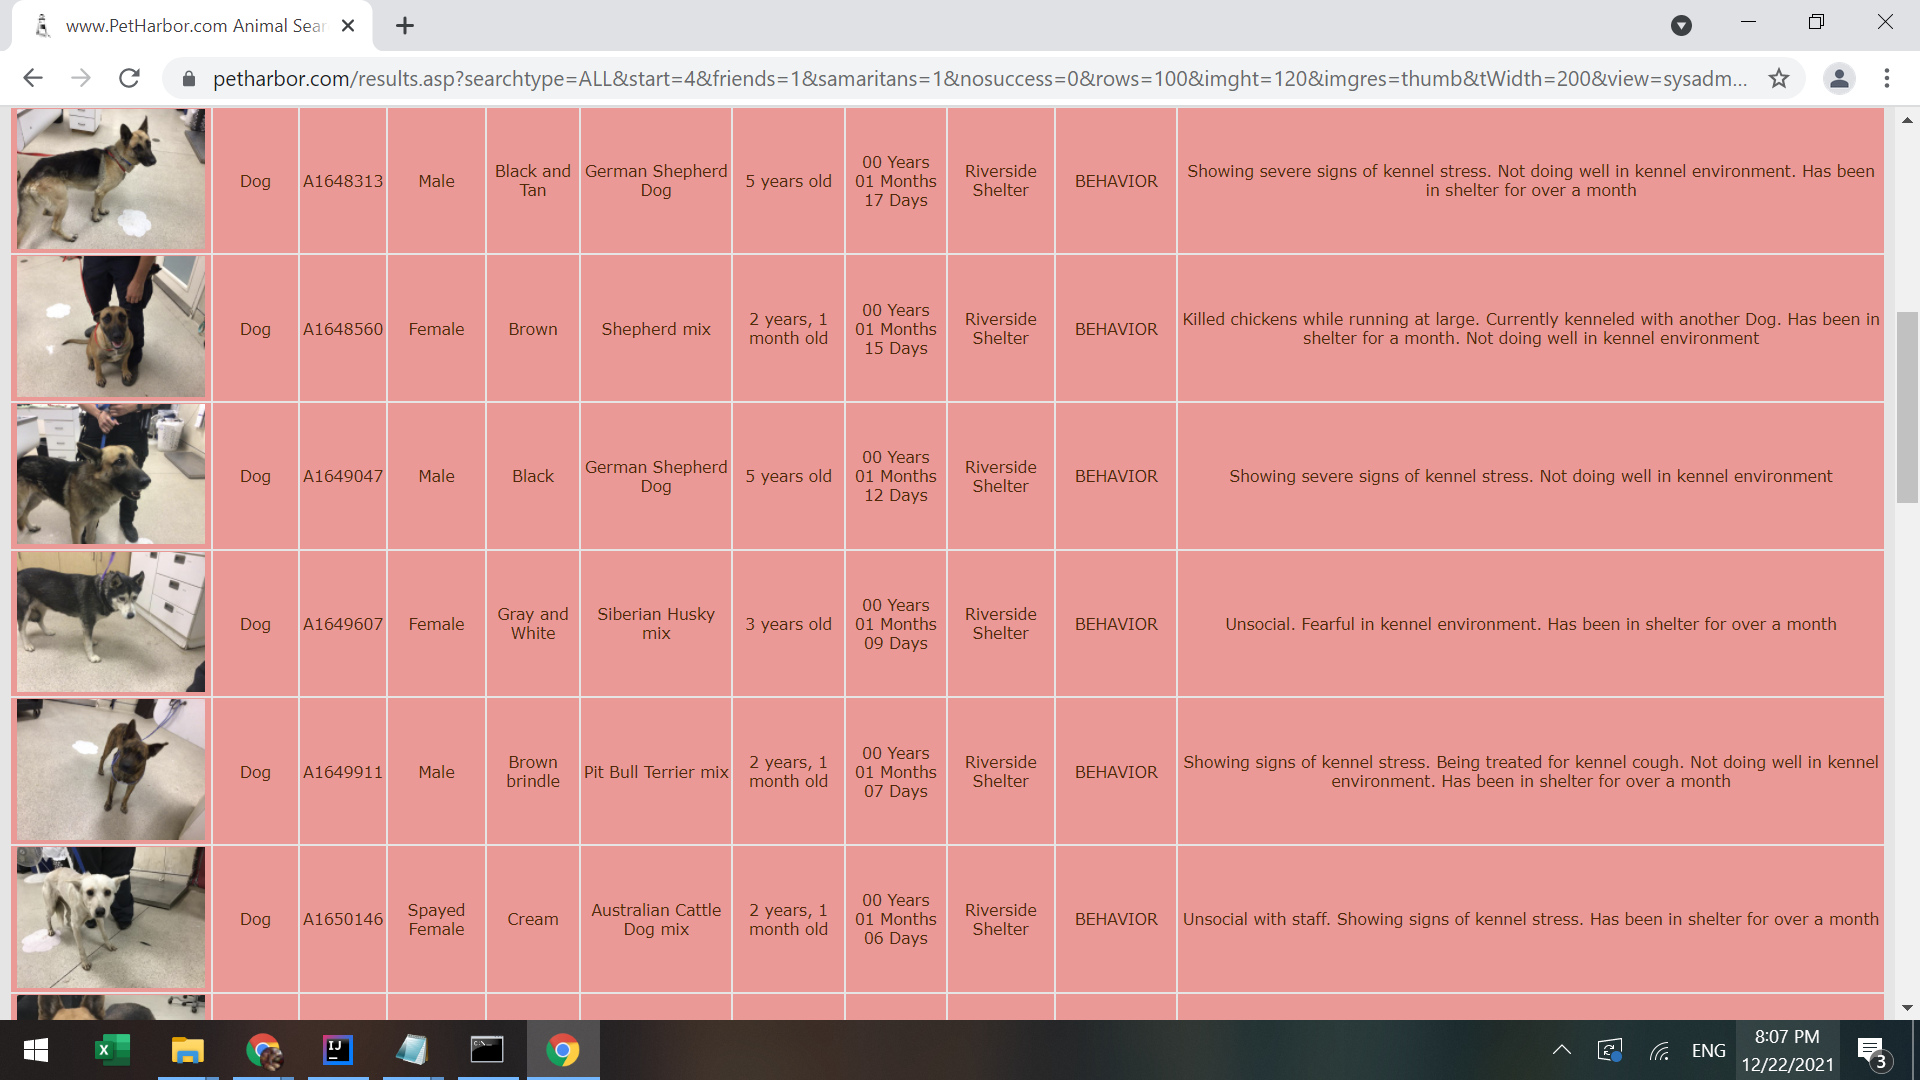 www.PetHarbor.com Animal Sear
petharbor.com/results.asp?searchtype=ALL&start=4&friends=1&samaritans=1&nosuccess=0&rows=100&imght=120&imgres=thumb&tWidth=200&view=sysadm...
Dog
A1648313
Male
Black and
Tan
German Shepherd
Dog
5 years old
00 Years
01 Months
17 Days
Riverside
Shelter
BEHAVIOR
Showing severe signs of kennel stress. Not doing well in kennel environment. Has been
in shelter for over a month
Dog
A1648560
Female
Brown
Shepherd mix
2 years, 1
month old
00 Years
01 Months
15 Days
Riverside
Shelter
BEHAVIOR
Killed chickens while running at large. Currently kenneled with another Dog. Has been in
shelter for a month. Not doing well in kennel environment
Dog
A1649047
Male
Black
German Shepherd
Dog
5 years old
00 Years
01 Months
12 Days
Riverside
Shelter
BEHAVIOR
Showing severe signs of kennel stress. Not doing well in kennel environment
Dog
A1649607
Female
Gray and
White
Siberian Husky
mix
3 years old
00 Years
01 Months
09 Days
Riverside
Shelter
BEHAVIOR
Unsocial. Fearful in kennel environment. Has been in shelter for over a month
Dog
A1649911
Male
Brown
brindle
Pit Bull Terrier mix
2 years, 1
month old
00 Years
01 Months
07 Days
Riverside
Shelter
BEHAVIOR
Showing signs of kennel stress. Being treated for kennel cough. Not doing well in kennel
environment. Has been in shelter for over a month
Dog
A1650146
Spayed
Female
Cream
Australian Cattle
Dog mix
2 years, 1
month old
00 Years
01 Months
06 Days
Riverside
Shelter
BEHAVIOR
Unsocial with staff. Showing signs of kennel stress. Has been in shelter for over a month
ENG
8:07 PM
12/22/2021
3